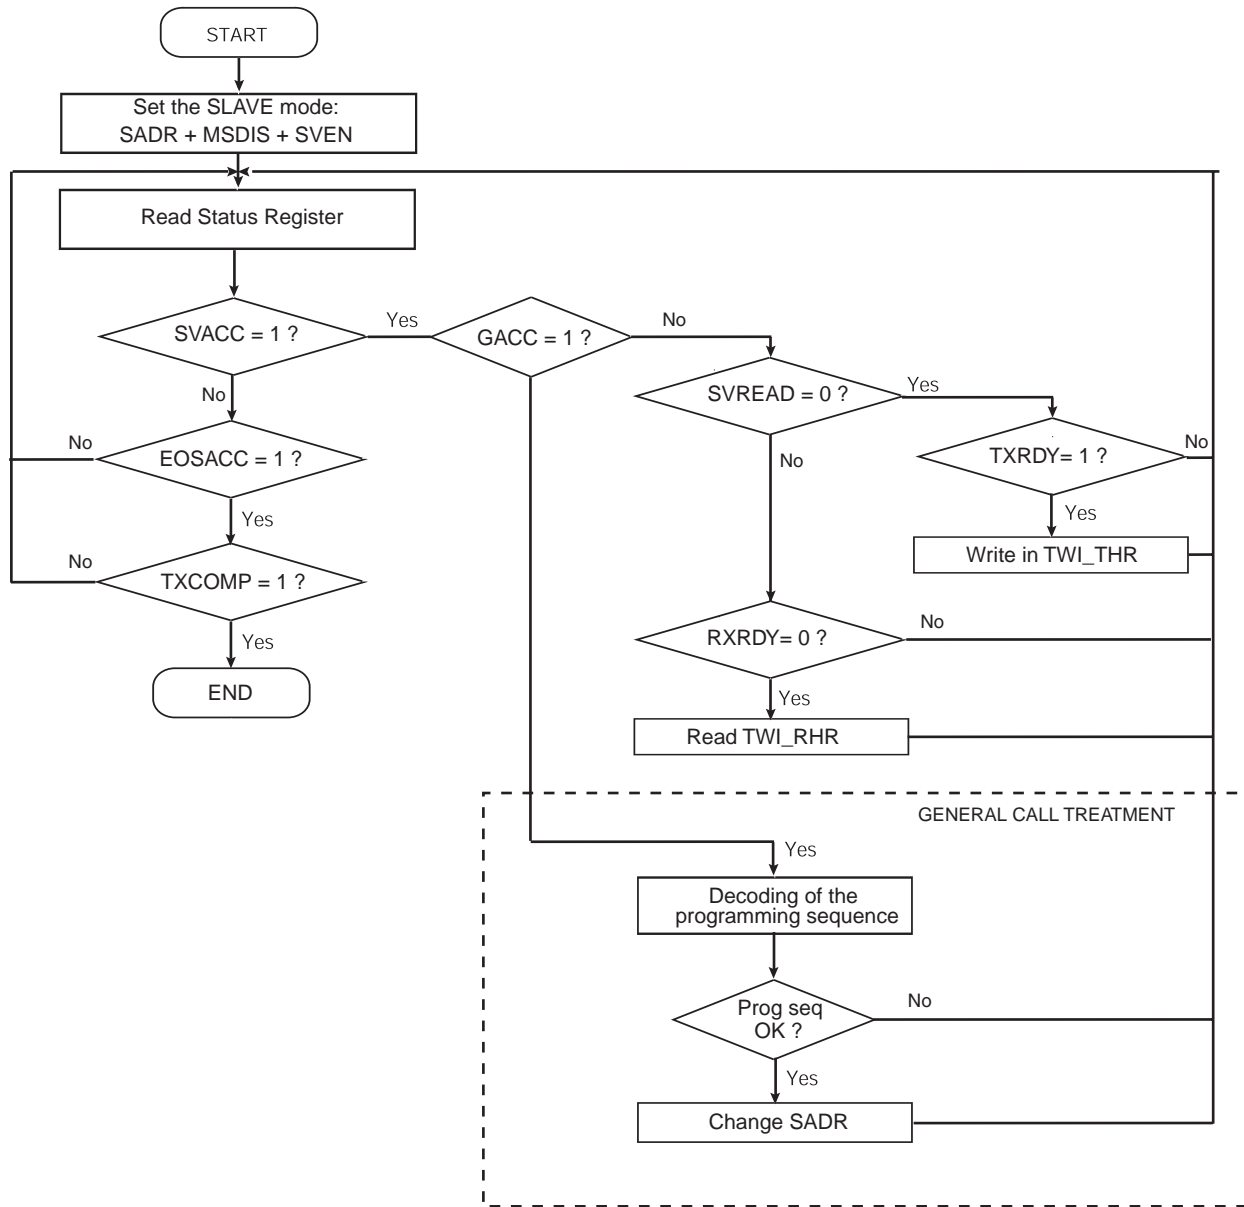 START
Set the SLAVE mode:
SADR + MSDIS + SVEN
Read Status Register
SVACC = 1 ?
Yes
GACC = 1 ?
No
SVREAD = 0 ?
Yes
No
EOSACC = 1 ?
No
No
TXRDY= 1 ?
No
Yes
Yes
Write in TWI_THR
TXCOMP = 1 ?
No
RXRDY= 0 ?
No
Yes
END
Yes
Read TWI_RHR
GENERAL CALL TREATMENT
Yes
Decoding of the
programming sequence
Prog seq
OK ?
No
Yes
Change SADR